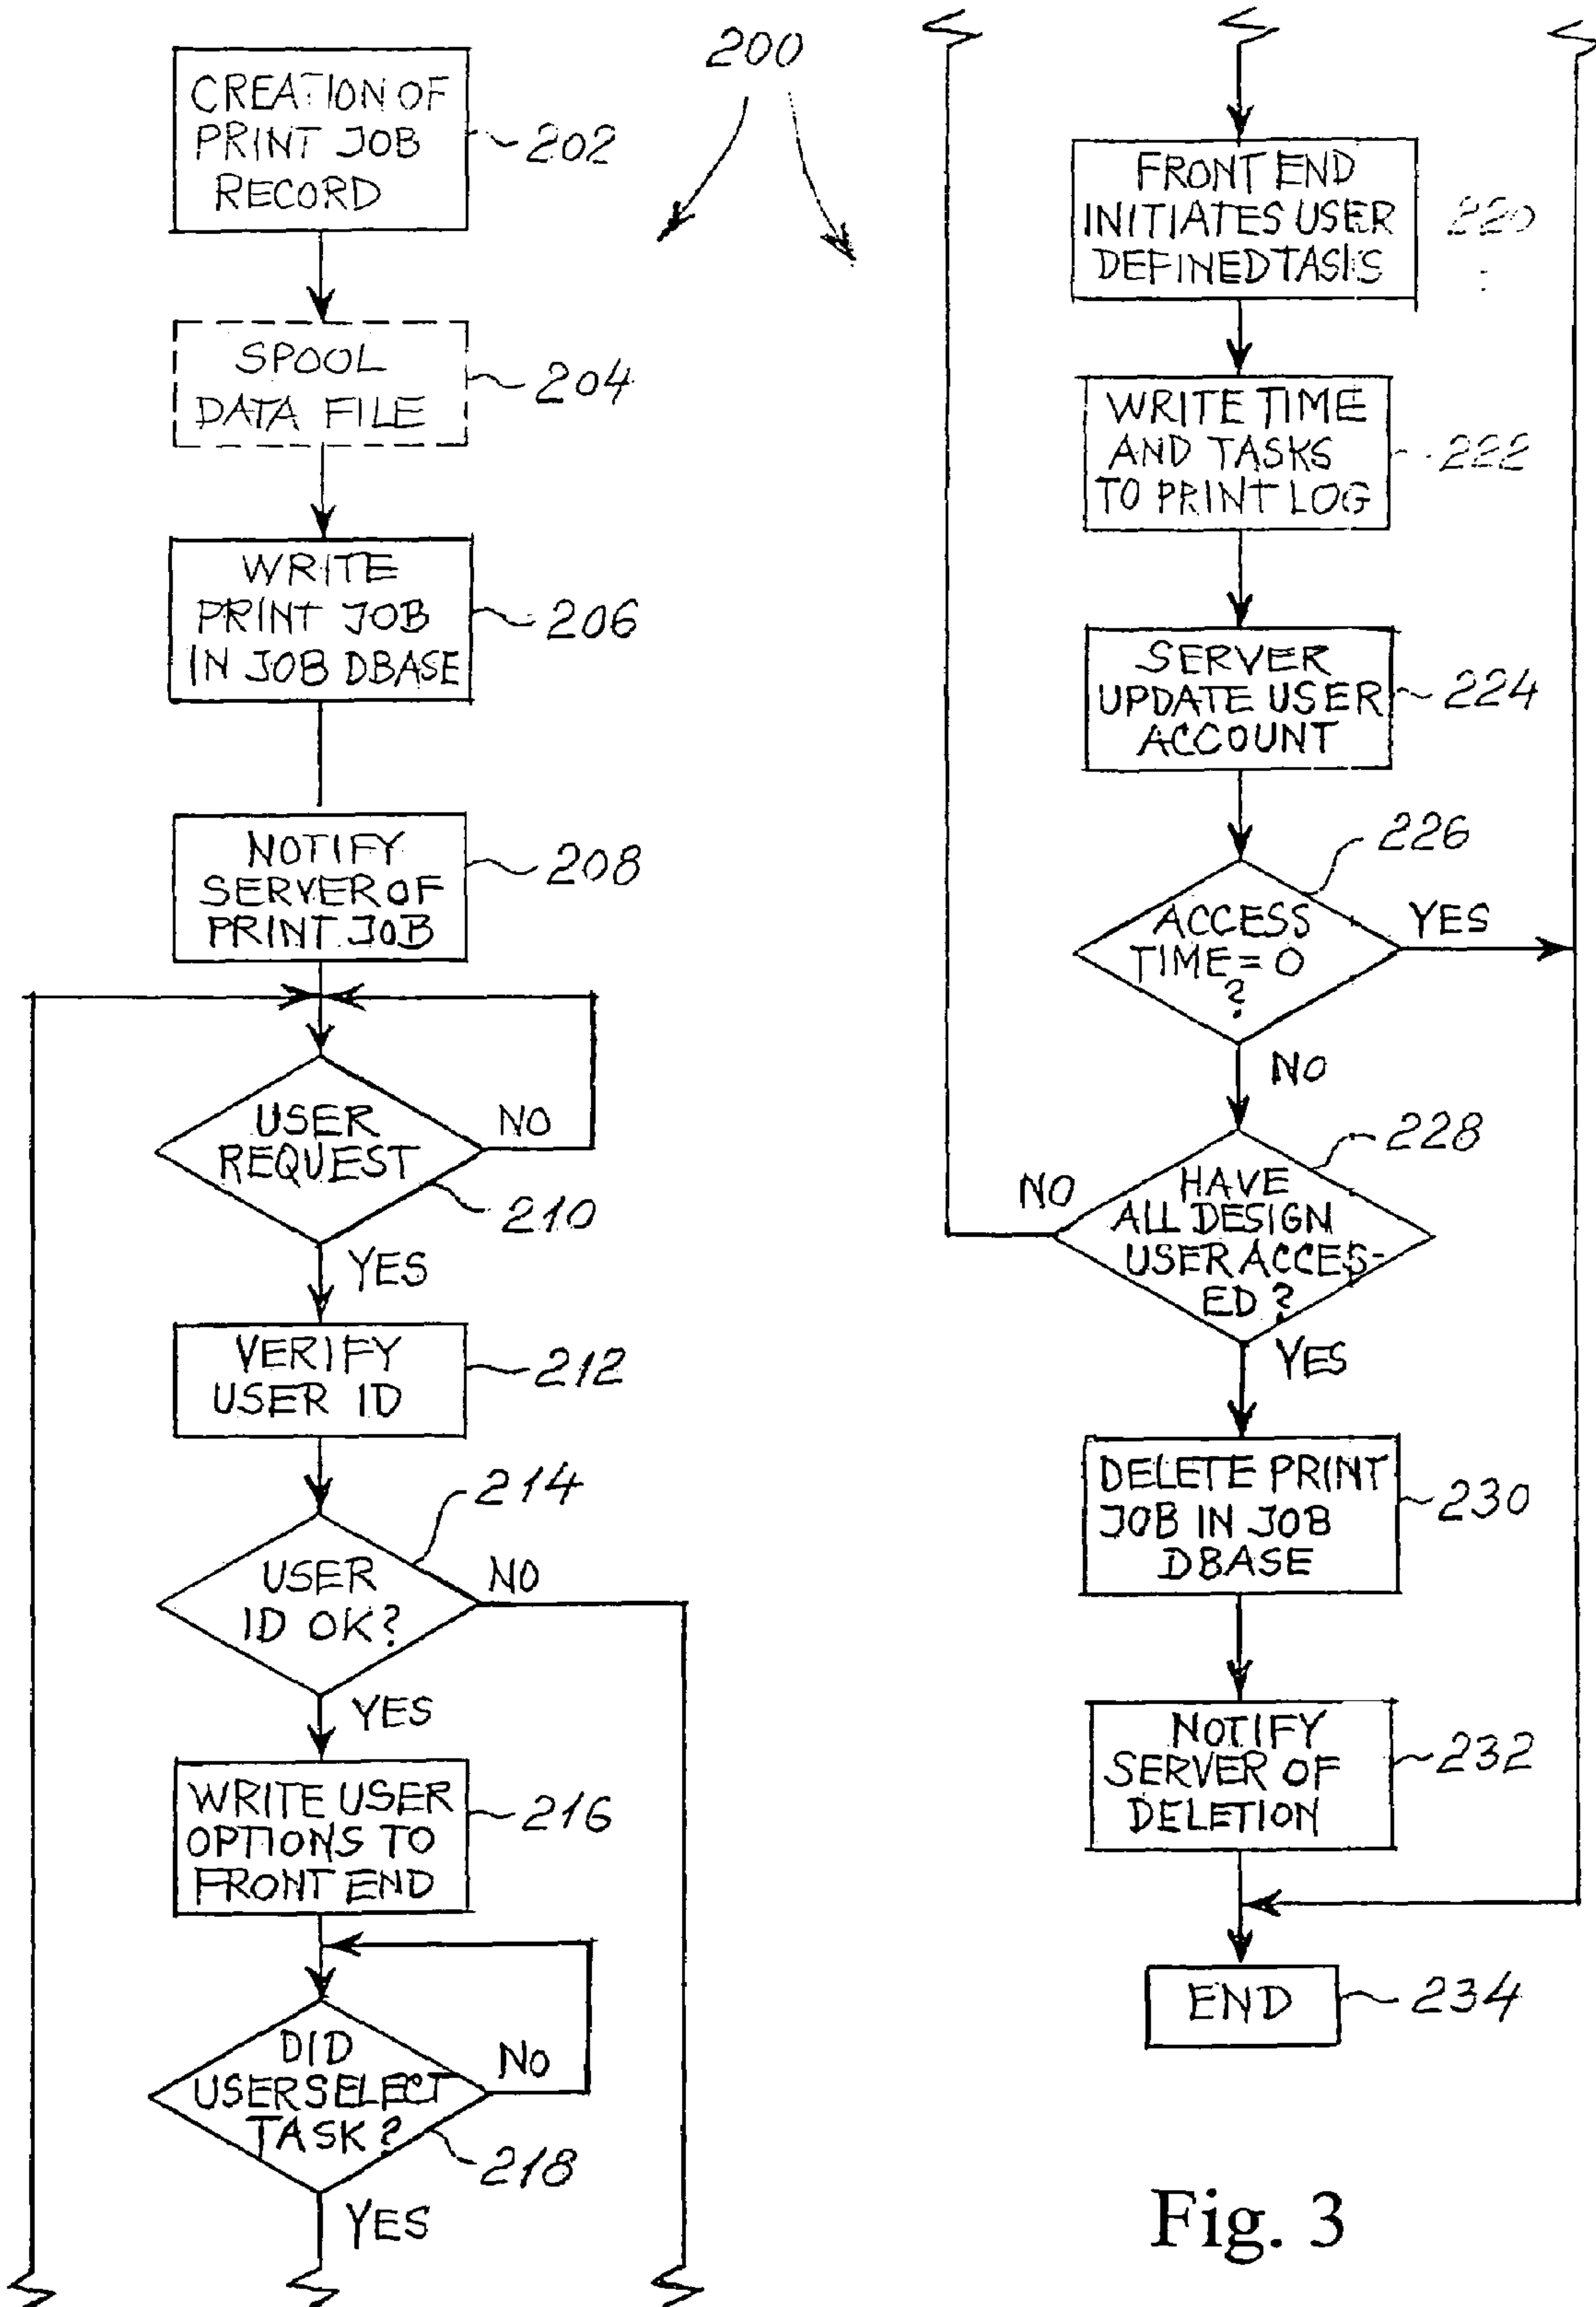 200
CREATION OF
PRINT JOB
RECORD
202
SPOOL
DATA FILE
204
WRITE
PRINT JOB
IN JOB DBASE
206
NOTIFY
SERVER OF
PRINT JOB
208
USER
REQUEST
NO
210
YES
VERIFY
USER ID
212
214
USER
ID OK?
NO
YES
WRITE USER
OPTIONS TO
FRONT END
216
DID
USER SELECT
TASK?
NO
218
YES
FRONT END
INITIATES USER
DEFINED TASKS
220
WRITE TIME
AND TASKS
TO PRINT LOG
222
SERVER
UPDATE USER
ACCOUNT
224
226
ACCESS
TIME = 0
?
YES
NO
228
HAVE
ALL DESIGN
USER ACCES-
ED?
NO
YES
DELETE PRINT
JOB IN JOB
DBASE
230
NOTIFY
SERVER OF
DELETION
232
END
234
Fig. 3